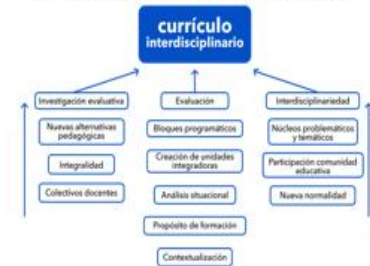 currículo
interdisciplinario
Investigación evaluativa
Evaluación
Interdisciplinariedad
Nuevas alternativas
pedagógicas
Bloques programáticos
Núcleos problemáticos
y temáticos
Integralidad
Creación de unidades
integradoras
Participación comunidad
educativa
Colectivos docentes
Análisis situacional
Nueva normalidad
Propósito de formación
Contextualización